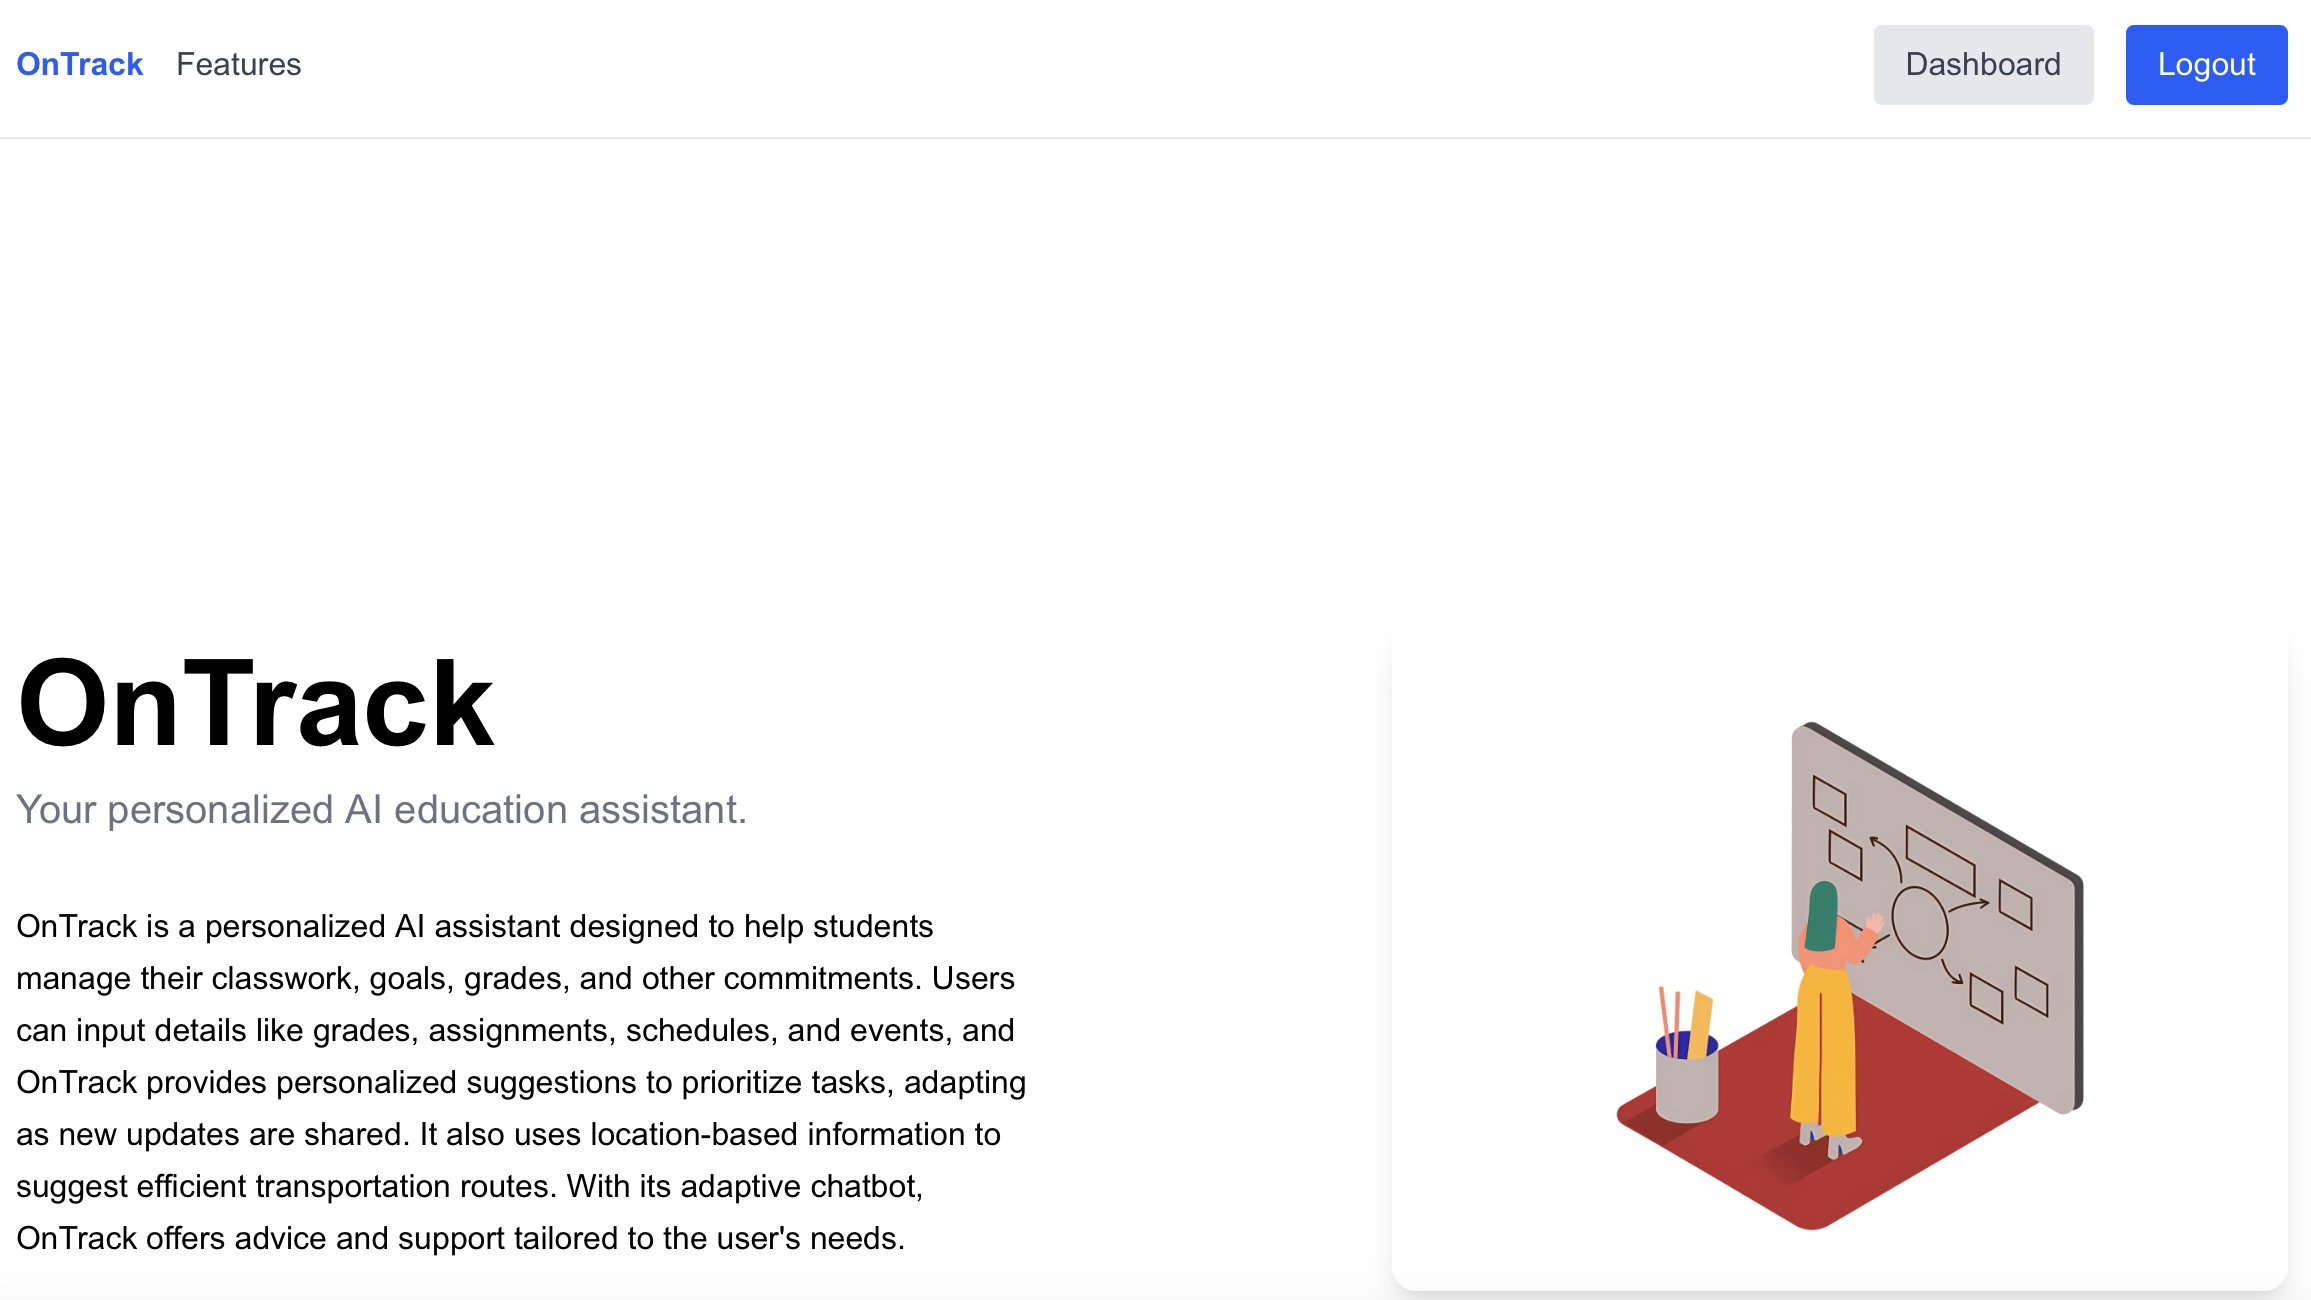 OnTrack Features Dashboard Logout
OnTrack
Your personalized AI education assistant.
OnTrack is a personalized AI assistant designed to help students
manage their classwork, goals, grades, and other commitments. Users
can input details like grades, assignments, schedules, and events, and
OnTrack provides personalized suggestions to prioritize tasks, adapting
as new updates are shared. It also uses location-based information to
suggest efficient transportation routes. With its adaptive chatbot,
OnTrack offers advice and support tailored to the user's needs.